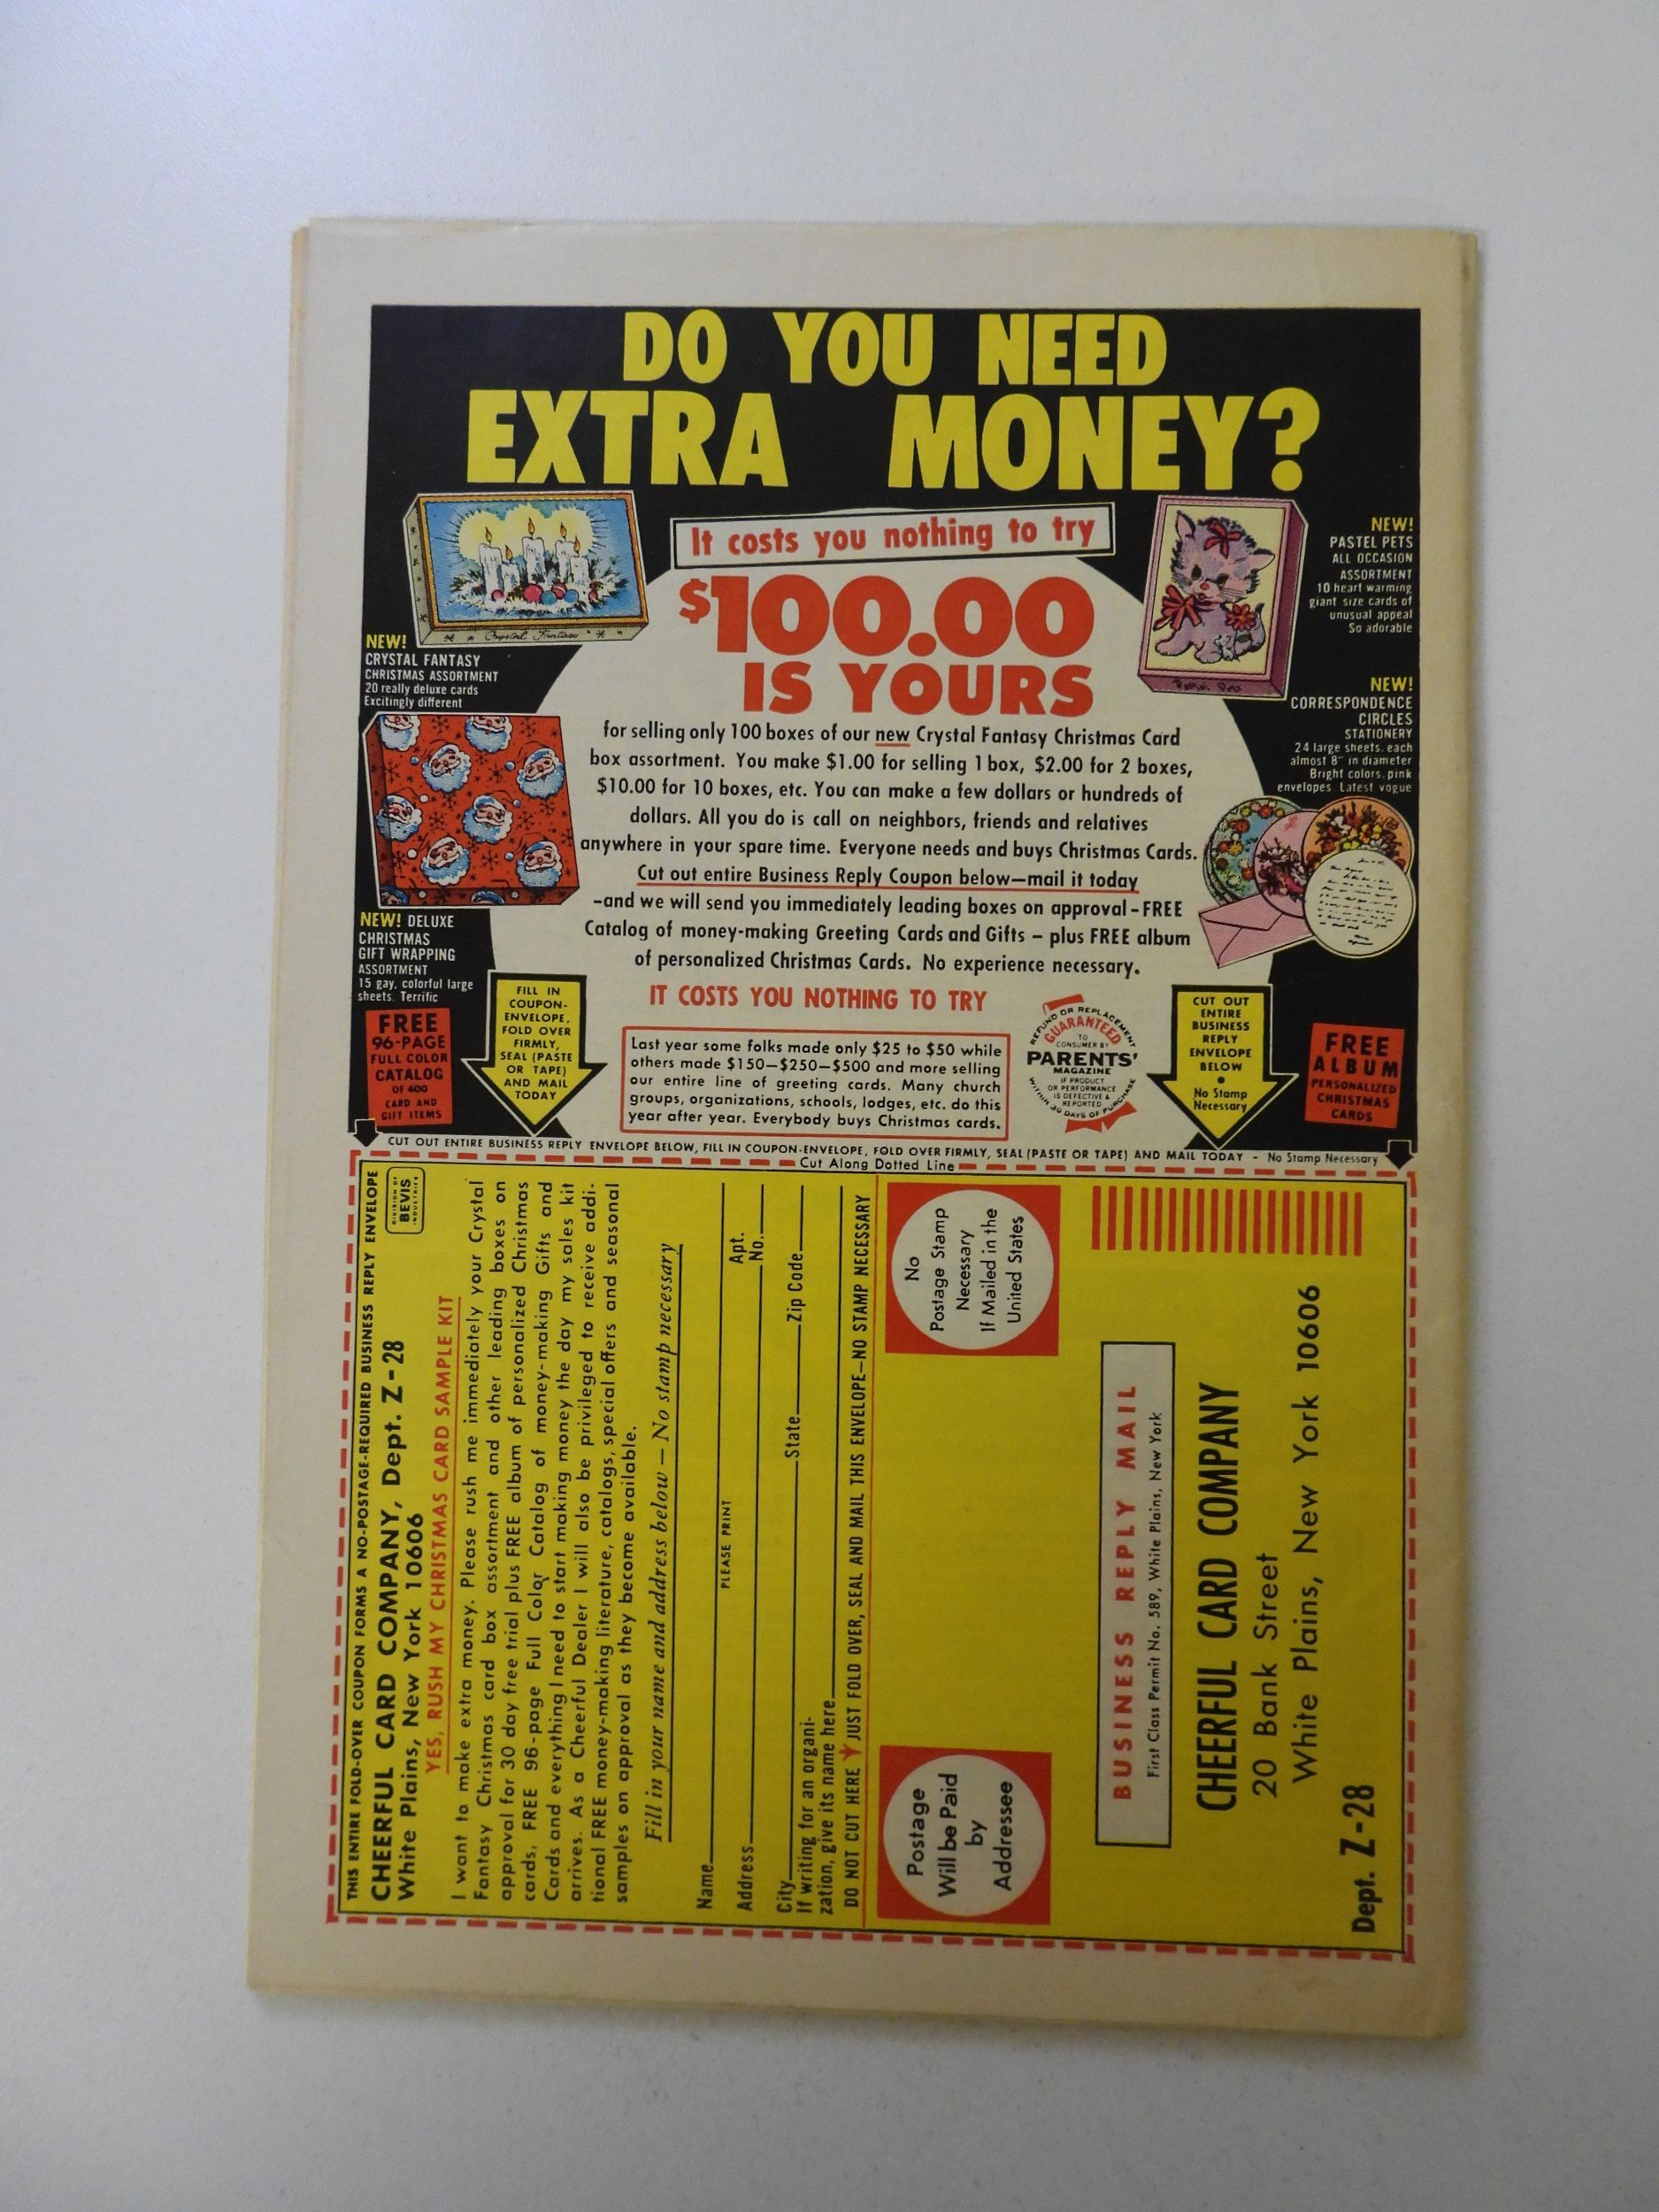 DO YOU NEED
EXTRA MONEY?
It costs you nothing to try
$100.00
IS YOURS
Crystal Fantasy
NEW!
CRYSTAL FANTASY
CHRISTMAS ASSORTMENT
20 really deluxe cards
Excitingly different
NEW!
PASTEL PETS
ALL OCCASION
ASSORTMENT
10 heart warming
giant size cards of
unusual appeal
So adorable
Pastel Pets
NEW!
CORRESPONDENCE
CIRCLES
STATIONERY
24 large sheets. each
almost 8" in diameter
Bright colors. pink
envelopes Latest vogue
for selling only 100 boxes of our new Crystal Fantasy Christmas Card
box assortment. You make $1.00 for selling 1 box, $2.00 for 2 boxes,
$10.00 for 10 boxes, etc. You can make a few dollars or hundreds of
dollars. All you do is call on neighbors, friends and relatives
anywhere in your spare time. Everyone needs and buys Christmas Cards.
Cut out entire Business Reply Coupon below—mail it today
-and we will send you immediately leading boxes on approval - FREE
Catalog of money-making Greeting Cards and Gifts - plus FREE album
of personalized Christmas Cards. No experience necessary.
IT COSTS YOU NOTHING TO TRY
NEW! DELUXE
CHRISTMAS
GIFT WRAPPING
ASSORTMENT
15 gay, colorful large
sheets. Terrific
FREE
96-PAGE
FULL COLOR
CATALOG
OF 400
CARD AND
GIFT ITEMS
FILL IN
COUPON-
ENVELOPE,
FOLD OVER
FIRMLY,
SEAL (PASTE
OR TAPE)
AND MAIL
TODAY
Last year some folks made only $25 to $50 while
others made $150—$250—$500 and more selling
our entire line of greeting cards. Many church
groups, organizations, schools, lodges, etc. do this
year after year. Everybody buys Christmas cards.
REFUND OR REPLACEMENT
GUARANTEED
TO
CONSUMER BY
PARENTS'
MAGAZINE
IF PRODUCT
OR PERFORMANCE
IS DEFECTIVE &
REPORTED
WITHIN 30 DAYS OF PURCHASE
CUT OUT
ENTIRE
BUSINESS
REPLY
ENVELOPE
BELOW
•
No Stamp
Necessary
FREE
ALBUM
PERSONALIZED
CHRISTMAS
CARDS
CUT OUT ENTIRE BUSINESS REPLY ENVELOPE BELOW, FILL IN COUPON-ENVELOPE, FOLD OVER FIRMLY, SEAL (PASTE OR TAPE) AND MAIL TODAY - No Stamp Necessary
Cut Along Dotted Line
THIS ENTIRE FOLD-OVER COUPON FORMS A NO-POSTAGE-REQUIRED BUSINESS REPLY ENVELOPE
CHEERFUL CARD COMPANY, Dept. Z-28
White Plains, New York 10606
DIVISION OF
BEVIS
INDUSTRIES
YES, RUSH MY CHRISTMAS CARD SAMPLE KIT
I want to make extra money. Please rush me immediately your Crystal
Fantasy Christmas card box assortment and other leading boxes on
approval for 30 day free trial plus FREE album of personalized Christmas
cards, FREE 96-page Full Color Catalog of money-making Gifts and
Cards and everything I need to start making money the day my sales kit
arrives. As a Cheerful Dealer I will also be privileged to receive addi-
tional FREE money-making literature, catalogs, special offers and seasonal
samples on approval as they become available.
Fill in your name and address below — No stamp necessary
Name
PLEASE PRINT
Address Apt. No.
City State Zip Code
If writing for an organi-
zation, give its name here
DO NOT CUT HERE JUST FOLD OVER, SEAL AND MAIL THIS ENVELOPE—NO STAMP NECESSARY
Postage
Will be Paid
by
Addressee
No
Postage Stamp
Necessary
If Mailed in the
United States
BUSINESS REPLY MAIL
First Class Permit No. 589, White Plains, New York
CHEERFUL CARD COMPANY
20 Bank Street
White Plains, New York 10606
Dept. Z-28